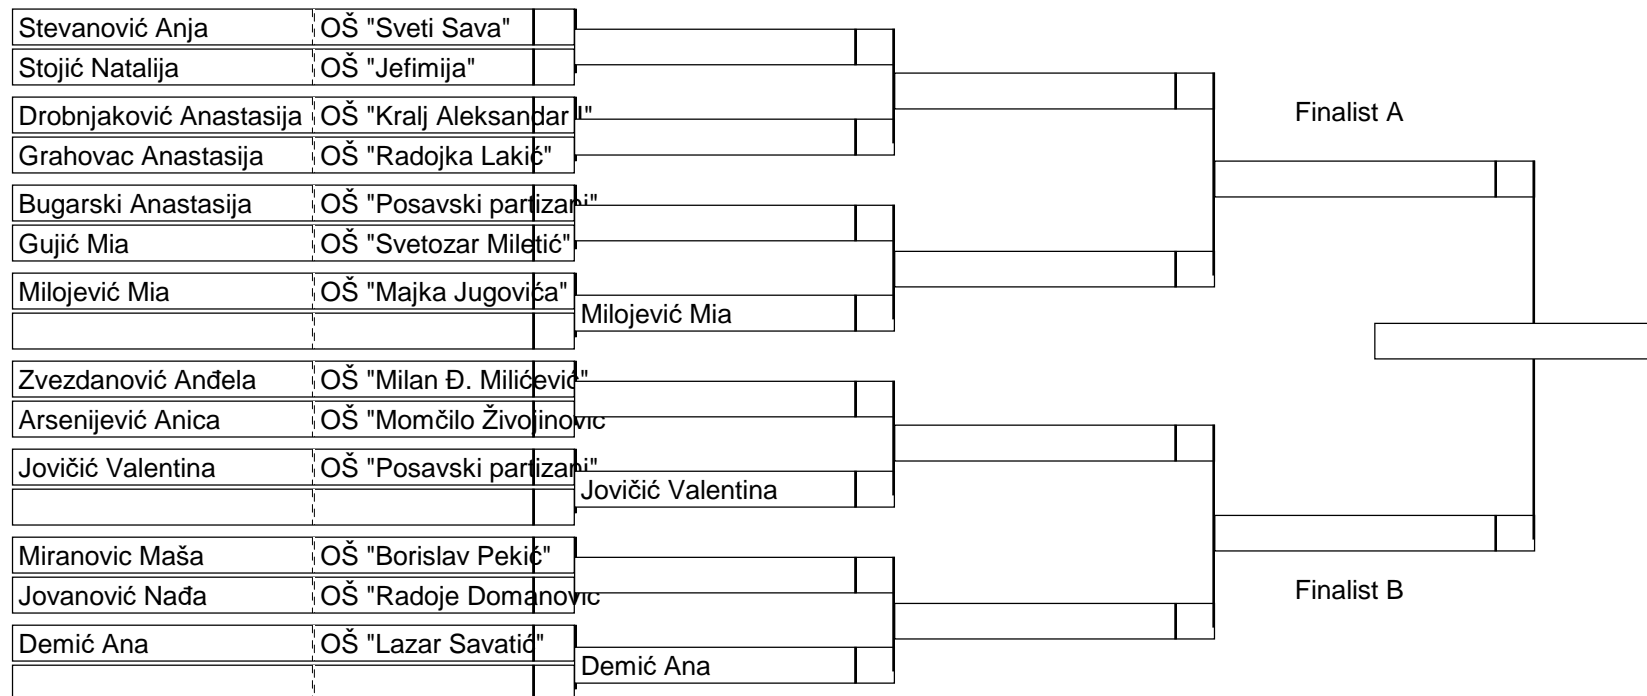 Stevanović Anja OŠ "Sveti Sava"
Stojić Natalija OŠ "Jefimija"
Drobnjaković Anastasija OŠ "Kralj Aleksandar I"
Finalist A
Grahovac Anastasija OŠ "Radojka Lakić"
Bugarski Anastasija OŠ "Posavski partizani"
Gujić Mia OŠ "Svetozar Miletić"
Milojević Mia OŠ "Majka Jugovića"
Milojević Mia
Zvezdanović Anđela OŠ "Milan Đ. Milićević"
Arsenijević Anica OŠ "Momčilo Živojinović
Jovičić Valentina OŠ "Posavski partizani"
Jovičić Valentina
Miranovic Maša OŠ "Borislav Pekić"
Jovanović Nađa OŠ "Radoje Domanović
Finalist B
Demić Ana OŠ "Lazar Savatić"
Demić Ana